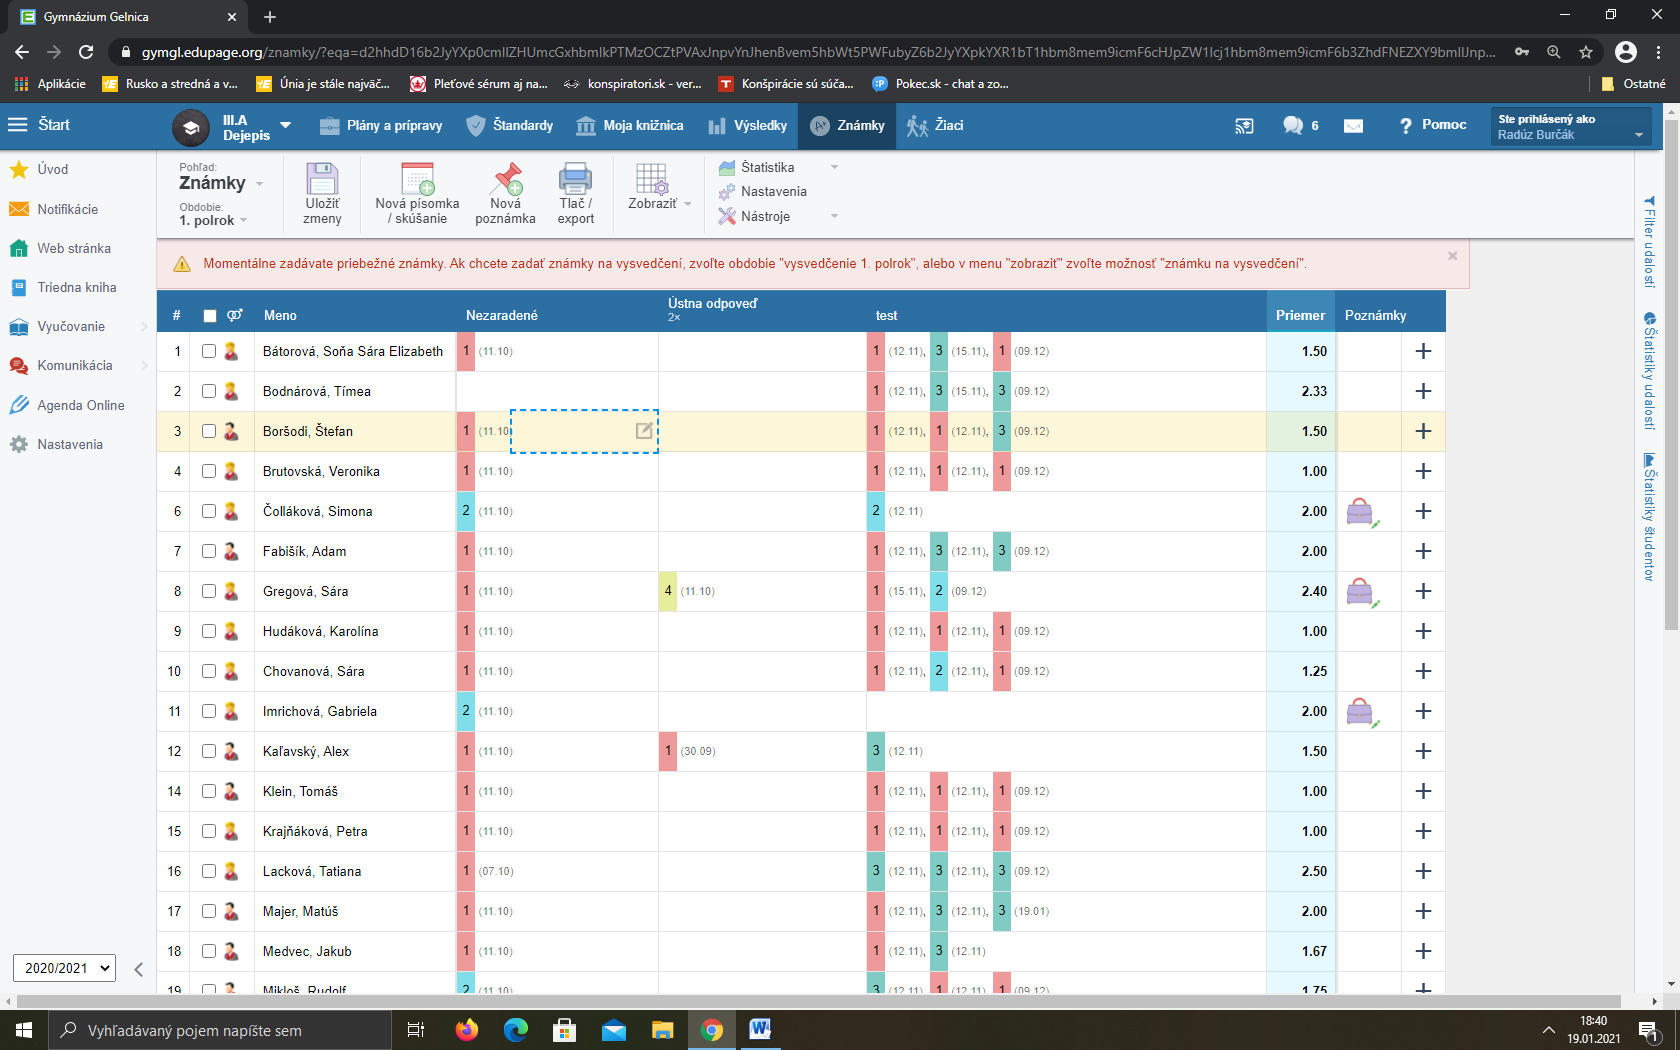 Gymnázium Gelnica
gymgl.edupage.org/znamky/?eqa=
Aplikácie Rusko a stredná a v... Únia je stále najväč... Pleťové sérum aj na... konspiratori.sk - ver... Konšpirácie sú súča... Pokec.sk - chat a zo... Ostatné
Štart
III.A
Dejepis
Plány a prípravy Štandardy Moja knižnica Výsledky Známky Žiaci 6 Pomoc
Ste prihlásený ako
Radúz Burčák
Úvod
Notifikácie
Web stránka
Triedna kniha
Vyučovanie
Komunikácia
Agenda Online
Nastavenia
2020/2021
Pohľad:
Známky
Obdobie:
1. polrok
Uložiť
zmeny
Nová písomka
/ skúšanie
Nová
poznámka
Tlač /
export
Zobraziť
Štatistika
Nastavenia
Nástroje
Filter udalostí
Štatistiky udalostí
Štatistiky študentov
Momentálne zadávate priebežné známky. Ak chcete zadať známky na vysvedčení, zvoľte obdobie "vysvedčenie 1. polrok", alebo v menu "zobraziť" zvoľte možnosť "známku na vysvedčení".
# Meno Nezaradené Ústna odpoveď 2× test Priemer Poznámky
1 Bátorová, Soňa Sára Elizabeth 1 (11.10) 1 (12.11), 3 (15.11), 1 (09.12) 1.50 +
2 Bodnárová, Tímea 1 (12.11), 3 (15.11), 3 (09.12) 2.33 +
3 Boršodi, Štefan 1 (11.10) 1 (12.11), 1 (12.11), 3 (09.12) 1.50 +
4 Brutovská, Veronika 1 (11.10) 1 (12.11), 1 (12.11), 1 (09.12) 1.00 +
6 Čolláková, Simona 2 (11.10) 2 (12.11) 2.00 +
7 Fabišík, Adam 1 (11.10) 1 (12.11), 3 (12.11), 3 (09.12) 2.00 +
8 Gregová, Sára 1 (11.10) 4 (11.10) 1 (15.11), 2 (09.12) 2.40 +
9 Hudáková, Karolína 1 (11.10) 1 (12.11), 1 (12.11), 1 (09.12) 1.00 +
10 Chovanová, Sára 1 (11.10) 1 (12.11), 2 (12.11), 1 (09.12) 1.25 +
11 Imrichová, Gabriela 2 (11.10) 2.00 +
12 Kaľavský, Alex 1 (11.10) 1 (30.09) 3 (12.11) 1.50 +
14 Klein, Tomáš 1 (11.10) 1 (12.11), 1 (12.11), 1 (09.12) 1.00 +
15 Krajňáková, Petra 1 (11.10) 1 (12.11), 1 (12.11), 1 (09.12) 1.00 +
16 Lacková, Tatiana 1 (07.10) 3 (12.11), 3 (12.11), 3 (09.12) 2.50 +
17 Majer, Matúš 1 (11.10) 1 (12.11), 3 (12.11), 3 (19.01) 2.00 +
18 Medvec, Jakub 1 (11.10) 1 (12.11), 3 (12.11) 1.67 +
19 Mikloš, Rudolf 2 (11.10) 3 (12.11), 1 (12.11), 1 (09.12) 1.75 +
Vyhľadávaný pojem napíšte sem
18:40
19.01.2021
1